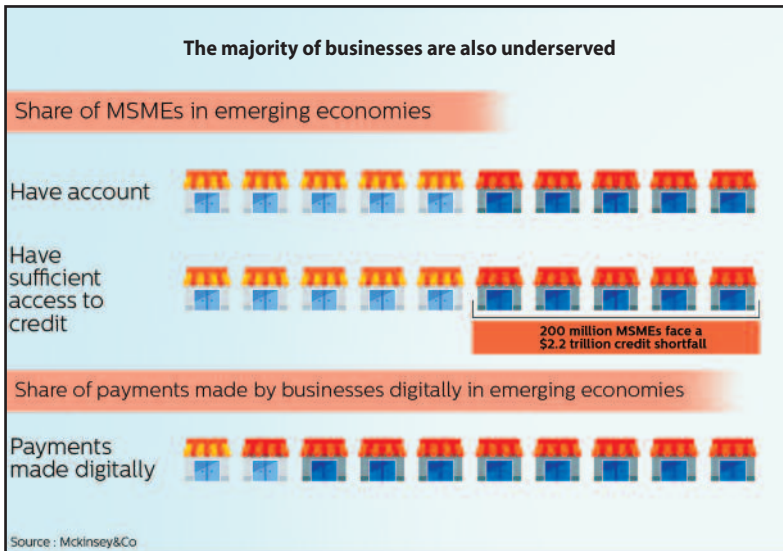 The majority of businesses are also underserved
Share of MSMEs in emerging economies
Have account
Have
sufficient
access to
credit
200 million MSMEs face a
$2.2 trillion credit shortfall
Share of payments made by businesses digitally in emerging economies
Payments
made digitally
Source : Mckinsey&Co